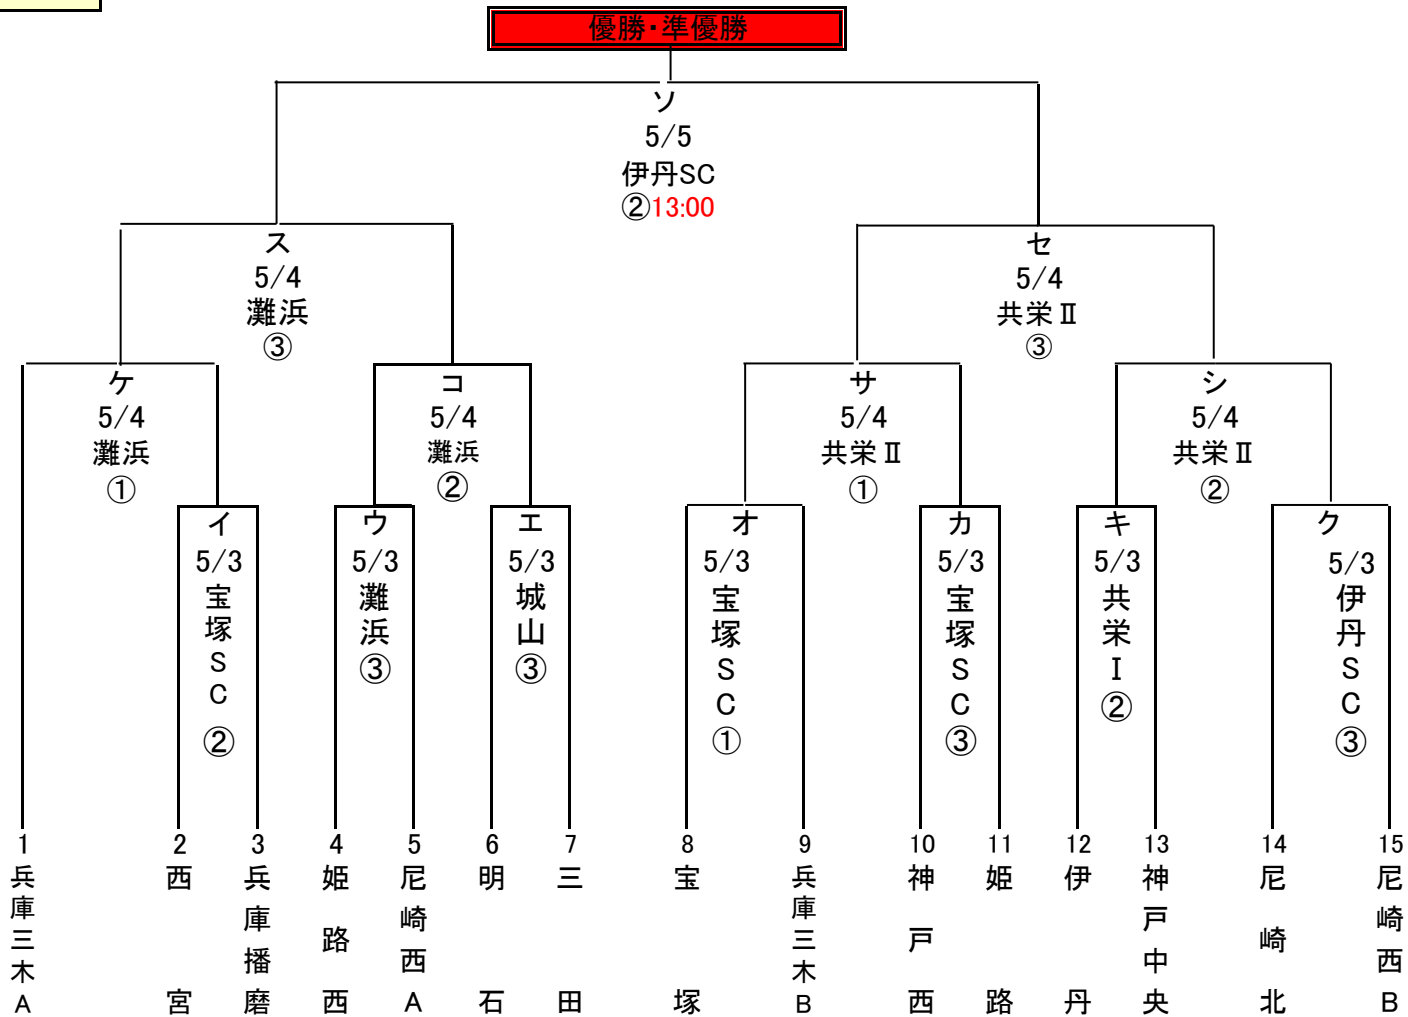 優勝・準優勝
ソ
5/5
伊丹SC
②13:00
ス
5/4
灘浜
③
セ
5/4
共栄Ⅱ
③
ケ
5/4
灘浜
①
コ
5/4
灘浜
②
サ
5/4
共栄Ⅱ
①
シ
5/4
共栄Ⅱ
②
イ
5/3
宝塚SC②
ウ
5/3
灘浜③
エ
5/3
城山③
オ
5/3
宝塚SC①
カ
5/3
宝塚SC③
キ
5/3
共栄Ⅰ②
ク
5/3
伊丹SC③
1
兵庫三木A
2
西宮
3
兵庫播磨
4
姫路西
5
尼崎西A
6
明石
7
三田
8
宝塚
9
兵庫三木B
10
神戸西
11
姫路
12
伊丹
13
神戸中央
14
尼崎北
15
尼崎西B